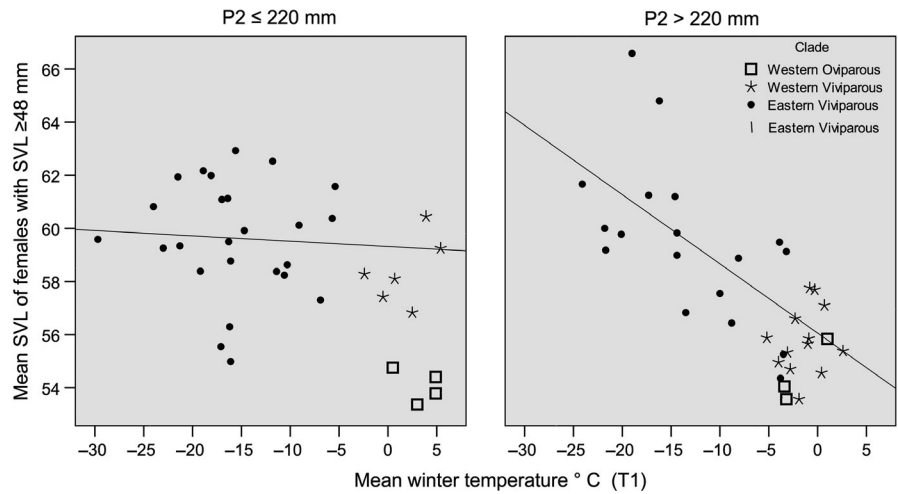 P2 ≤ 220 mm
P2 > 220 mm
Mean SVL of females with SVL ≥48 mm
66
64
62
60
58
56
54
Clade
Western Oviparous
Western Viviparous
Eastern Viviparous
Eastern Viviparous
–30 –25 –20 –15 –10 –5 0 5
–30 –25 –20 –15 –10 –5 0 5
Mean winter temperature ° C (T1)